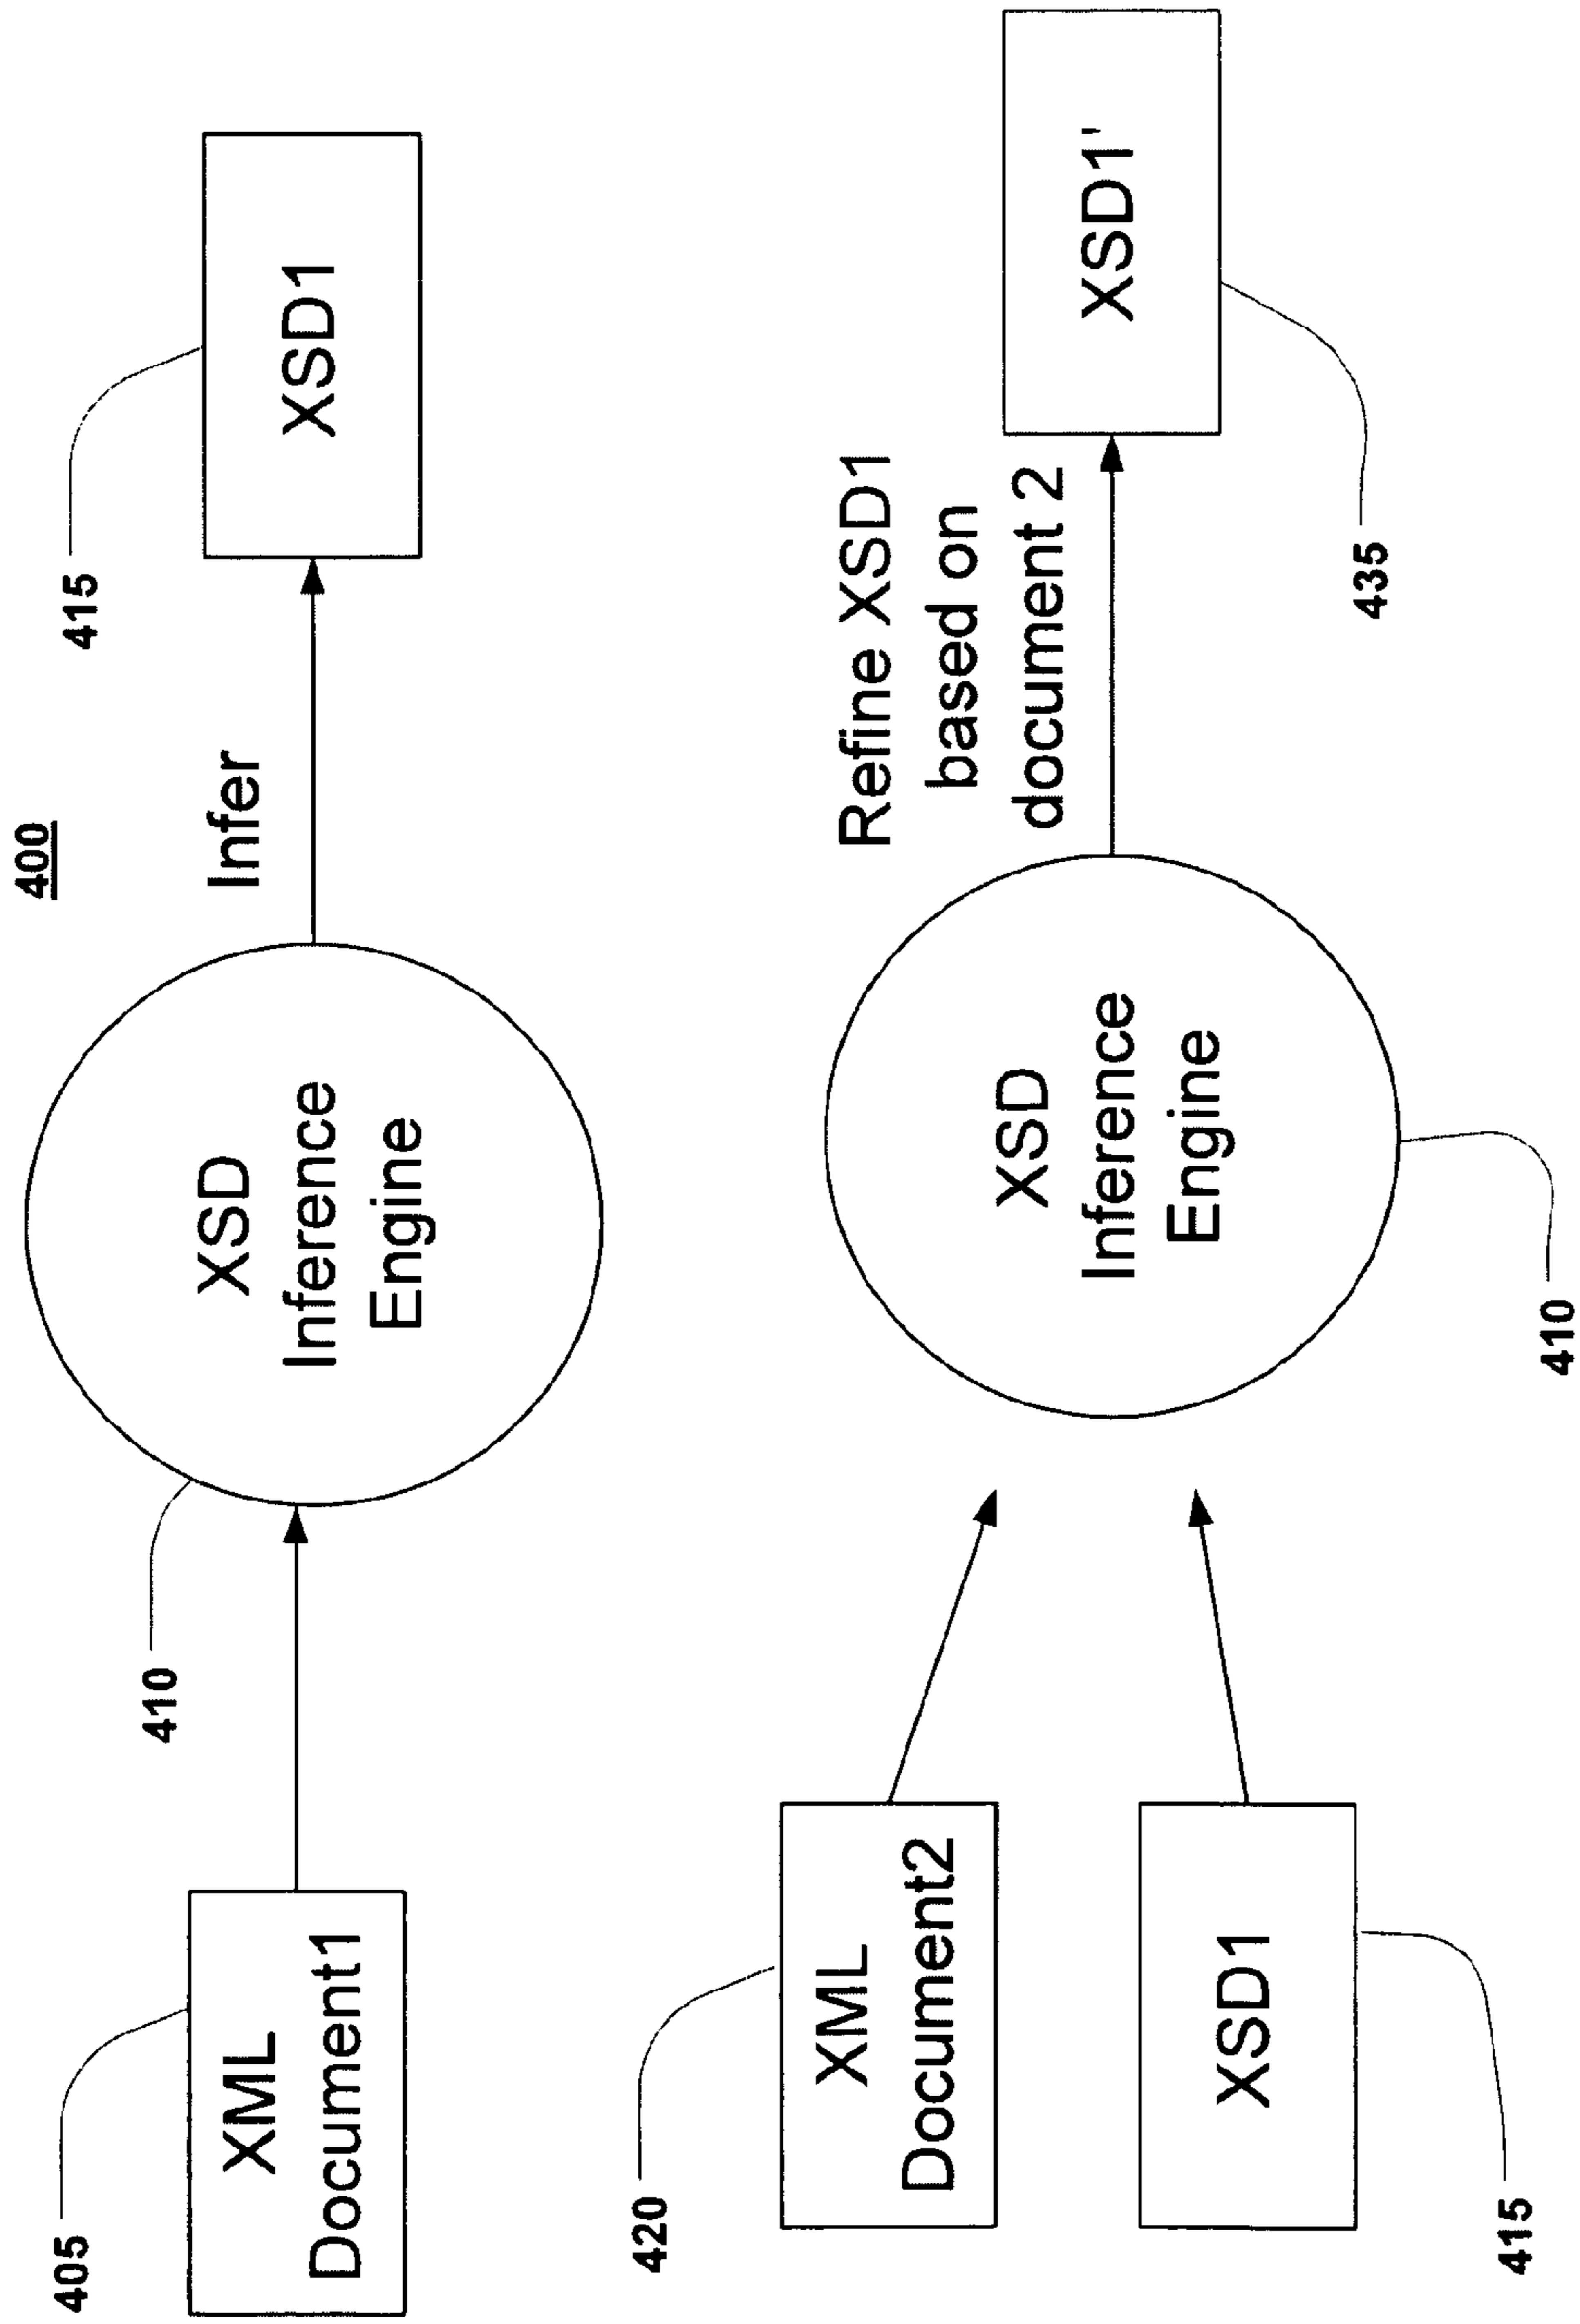 400
405
XML
Document1
410
XSD
Inference
Engine
Infer
415
XSD1
420
XML
Document2
XSD1
415
XSD
Inference
Engine
410
Refine XSD1
based on
document 2
XSD1'
435